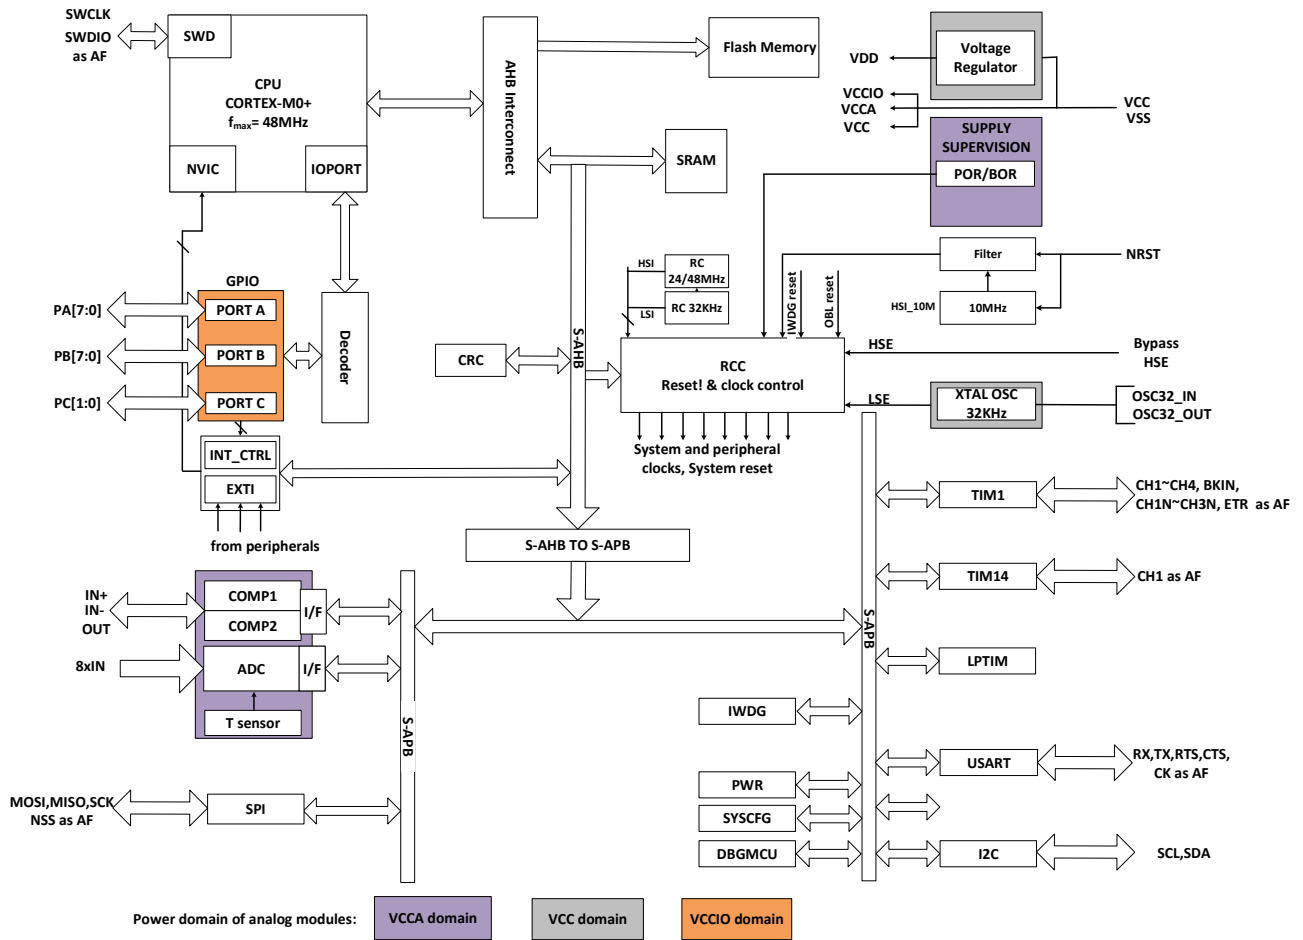 SWCLK
SWDIO
as AF
SWD
CPU
CORTEX-M0+
fmax= 48MHz
NVIC
IOPORT
AHB Interconnect
Flash Memory
SRAM
Voltage
Regulator
VDD
VCCIO
VCCA
VCC
VCC
VSS
SUPPLY
SUPERVISION
POR/BOR
Filter
NRST
HSI_10M
10MHz
HSI
RC
24/48MHz
LSI
RC 32KHz
IWDG reset
OBL reset
GPIO
PA[7:0]
PORT A
PB[7:0]
PORT B
PC[1:0]
PORT C
Decoder
CRC
S-AHB
RCC
Reset! & clock control
HSE
Bypass
HSE
LSE
XTAL OSC
32KHz
OSC32_IN
OSC32_OUT
System and peripheral
clocks, System reset
INT_CTRL
EXTI
from peripherals
S-AHB TO S-APB
TIM1
CH1~CH4, BKIN,
CH1N~CH3N, ETR as AF
TIM14
CH1 as AF
IN+
IN-
OUT
COMP1
COMP2
I/F
8xIN
ADC
I/F
T sensor
S-APB
S-APB
LPTIM
IWDG
USART
RX,TX,RTS,CTS,
CK as AF
PWR
SYSCFG
DBGMCU
I2C
SCL,SDA
MOSI,MISO,SCK
NSS as AF
SPI
Power domain of analog modules:
VCCA domain
VCC domain
VCCIO domain